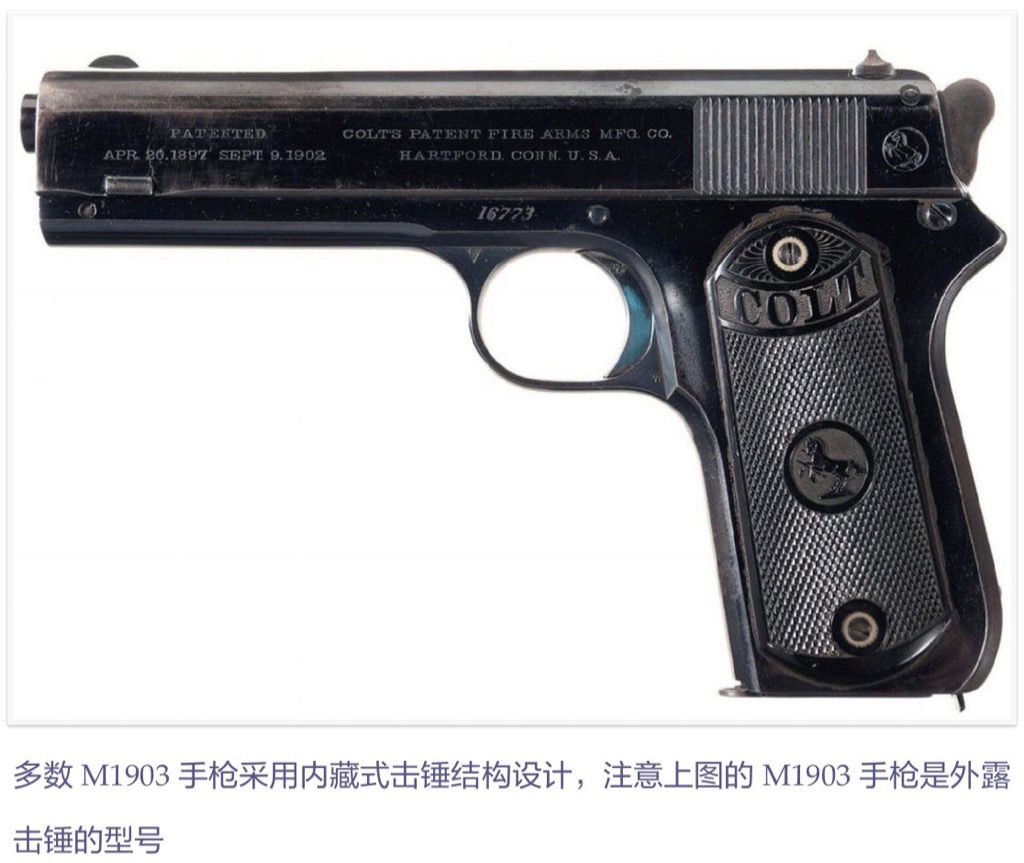 PATENTED
APR. 20.1897 SEPT. 9.1902
COLT'S PATENT FIRE ARMS MFG. CO.
HARTFORD. CONN. U.S.A.
16773
COLT
多数 M1903 手枪采用内藏式击锤结构设计，注意上图的 M1903 手枪是外露
击锤的型号